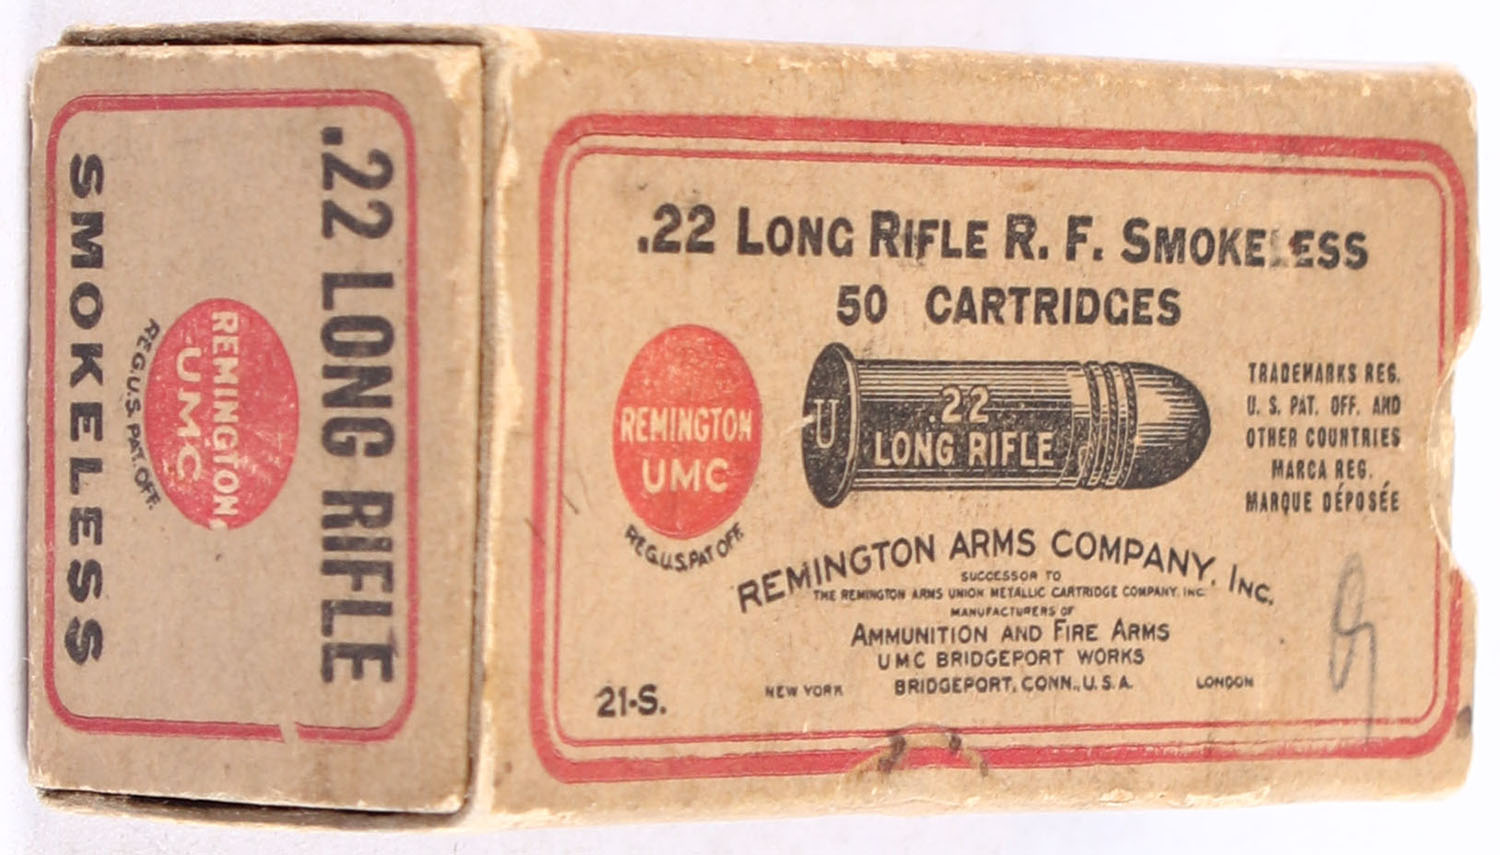 .22 LONG RIFLE
REMINGTON
UMC
REG.U.S. PAT. OFF.
SMOKELESS
.22 LONG RIFLE R. F. SMOKELESS
50 CARTRIDGES
REMINGTON
UMC
REG.U.S.PAT OFF.
U
.22
LONG RIFLE
TRADEMARKS REG.
U. S. PAT. OFF. AND
OTHER COUNTRIES
MARCA REG.
MARQUE DÉPOSÉE
REMINGTON ARMS COMPANY, INC.
SUCCESSOR TO
THE REMINGTON ARMS UNION METALLIC CARTRIDGE COMPANY. INC.
MANUFACTURERS OF
AMMUNITION AND FIRE ARMS
UMC BRIDGEPORT WORKS
NEW YORK BRIDGEPORT, CONN., U.S.A. LONDON
21-S.